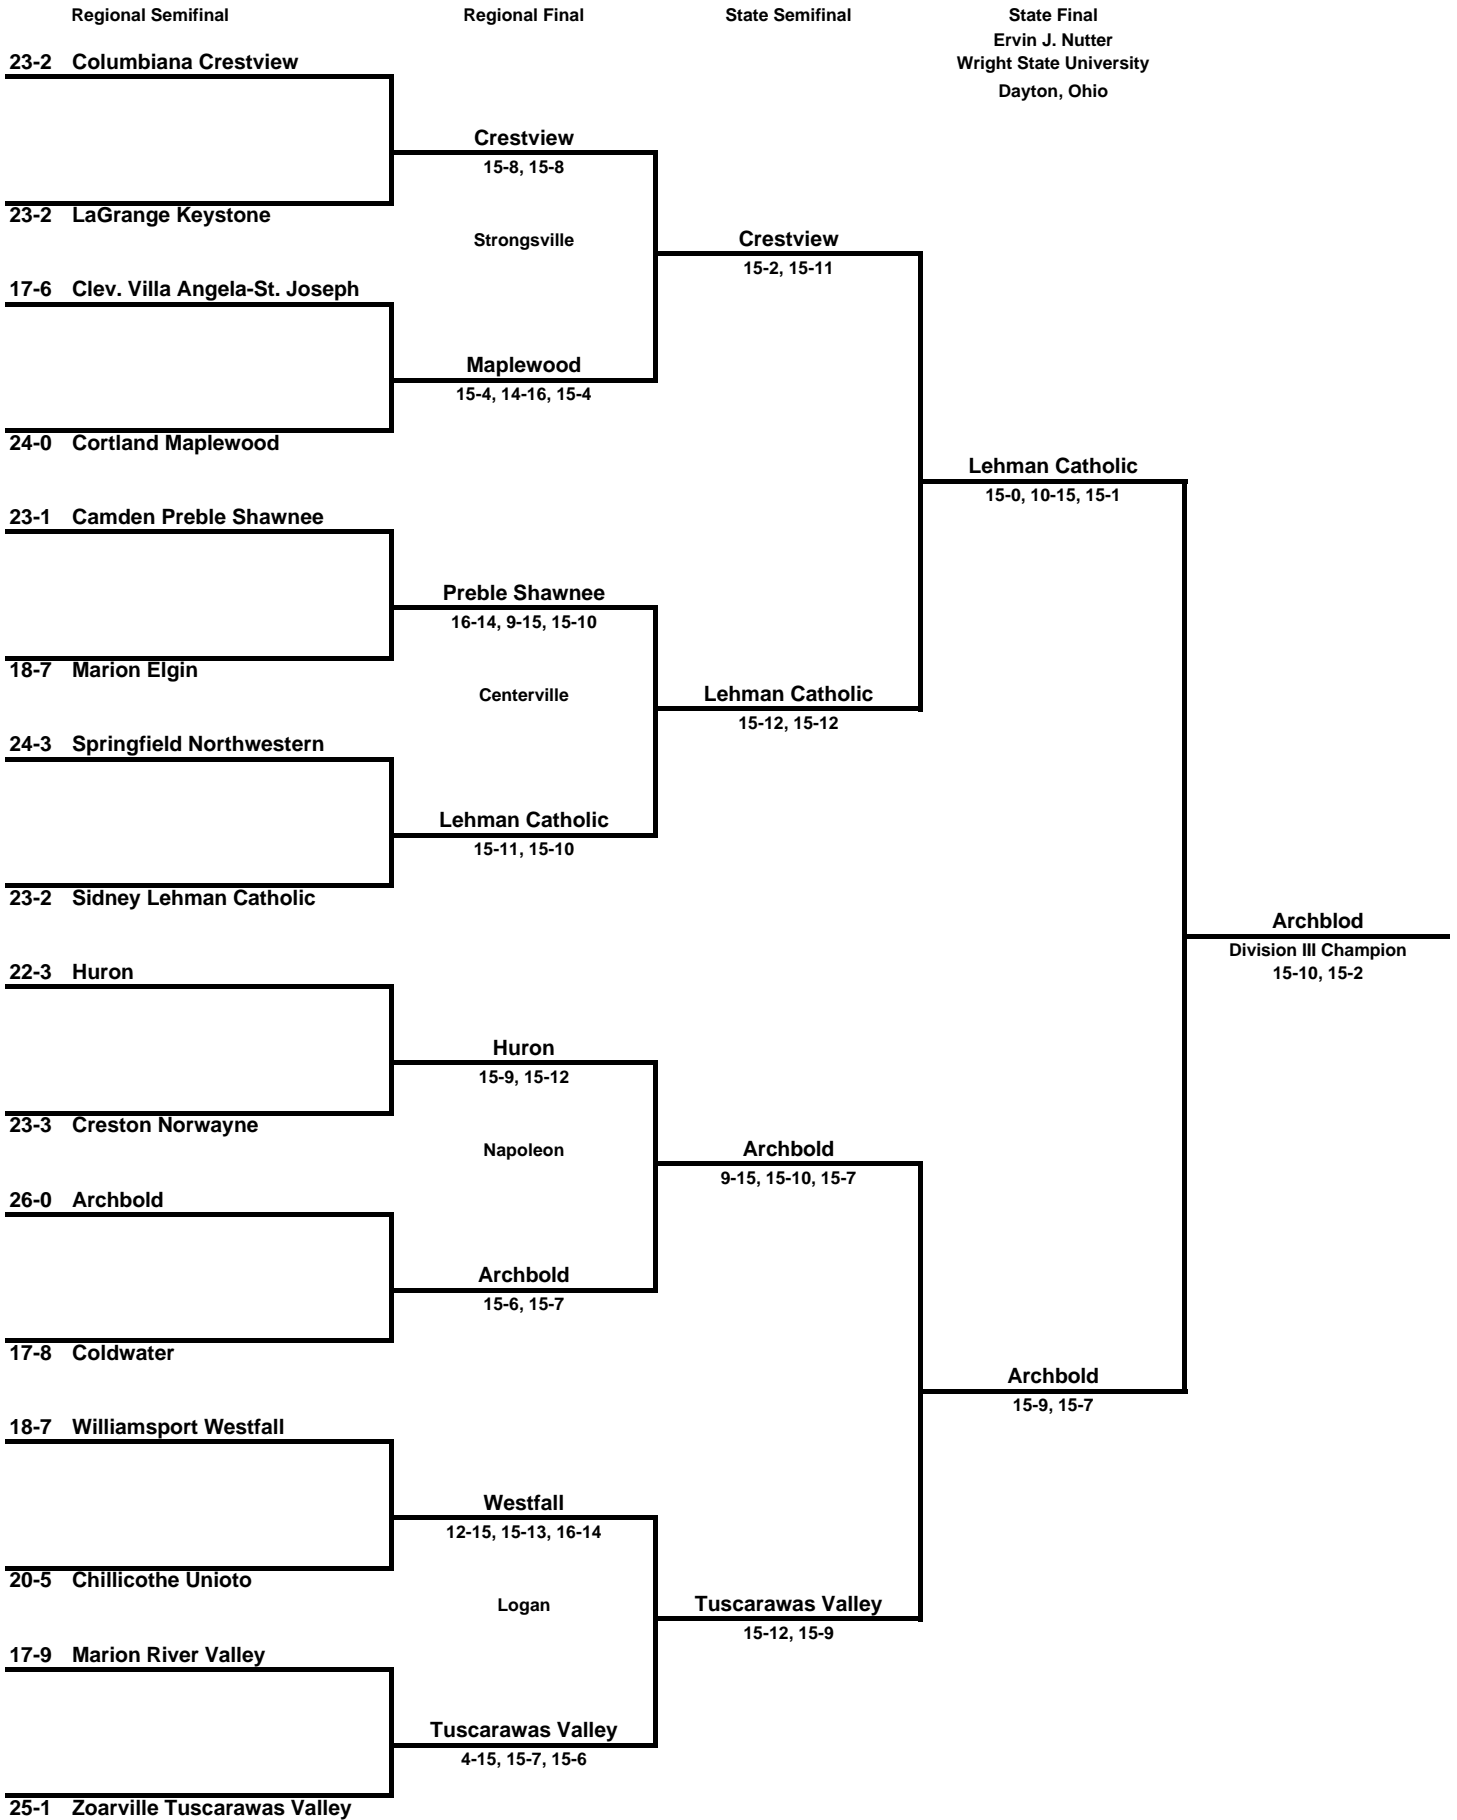 Regional Semifinal
Regional Final
State Semifinal
State Final
Ervin J. Nutter
Wright State University
Dayton, Ohio
23-2 Columbiana Crestview
Crestview
15-8, 15-8
23-2 LaGrange Keystone
Strongsville
Crestview
15-2, 15-11
17-6 Clev. Villa Angela-St. Joseph
Maplewood
15-4, 14-16, 15-4
24-0 Cortland Maplewood
Lehman Catholic
15-0, 10-15, 15-1
23-1 Camden Preble Shawnee
Preble Shawnee
16-14, 9-15, 15-10
18-7 Marion Elgin
Centerville
Lehman Catholic
15-12, 15-12
24-3 Springfield Northwestern
Lehman Catholic
15-11, 15-10
23-2 Sidney Lehman Catholic
Archblod
Division III Champion
15-10, 15-2
22-3 Huron
Huron
15-9, 15-12
23-3 Creston Norwayne
Napoleon
Archbold
9-15, 15-10, 15-7
26-0 Archbold
Archbold
15-6, 15-7
17-8 Coldwater
Archbold
15-9, 15-7
18-7 Williamsport Westfall
Westfall
12-15, 15-13, 16-14
20-5 Chillicothe Unioto
Logan
Tuscarawas Valley
15-12, 15-9
17-9 Marion River Valley
Tuscarawas Valley
4-15, 15-7, 15-6
25-1 Zoarville Tuscarawas Valley